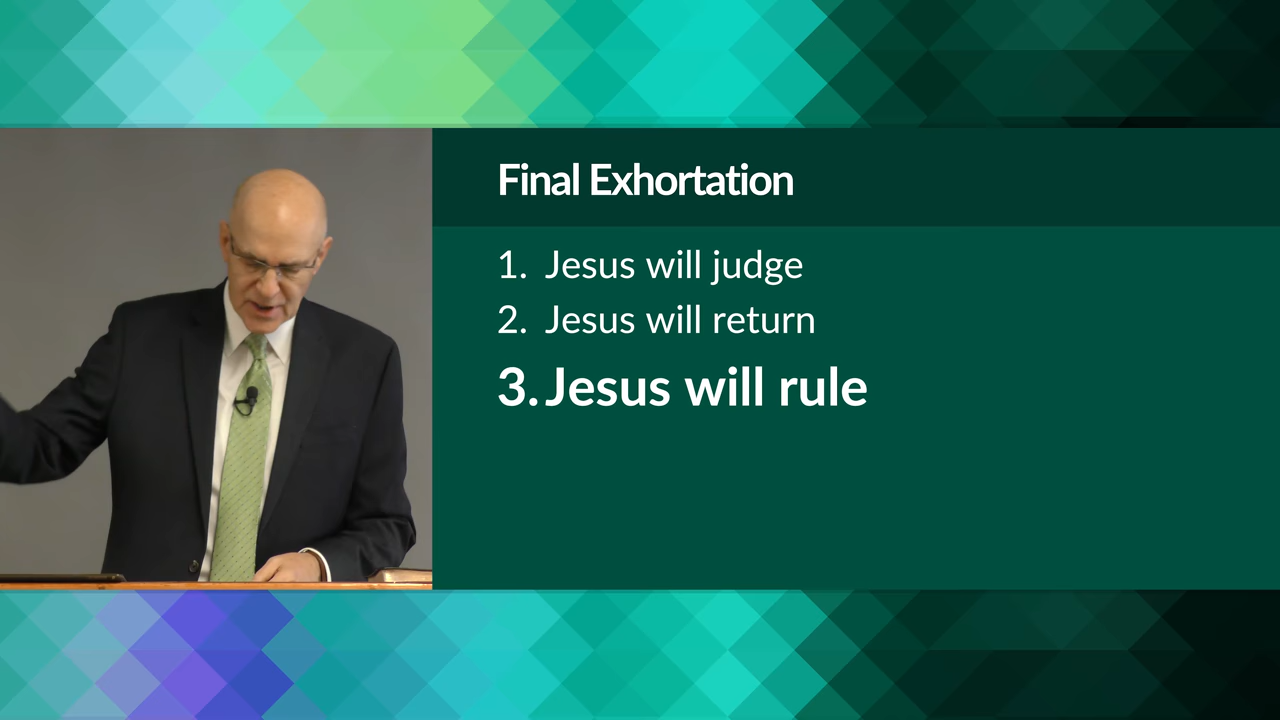 Final Exhortation
1. Jesus will judge
2. Jesus will return
3. Jesus will rule